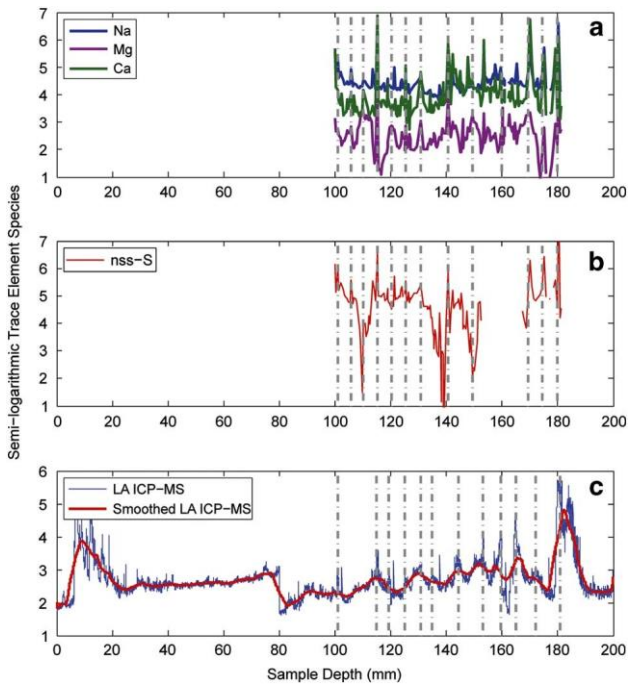 7
6
5
4
3
2
1
Na
Mg
Ca
a
0 20 40 60 80 100 120 140 160 180 200
Semi-logarithmic Trace Element Species
7
6
5
4
3
2
1
nss-S
b
0 20 40 60 80 100 120 140 160 180 200
6
5
4
3
2
1
LA ICP-MS
Smoothed LA ICP-MS
c
0 20 40 60 80 100 120 140 160 180 200
Sample Depth (mm)